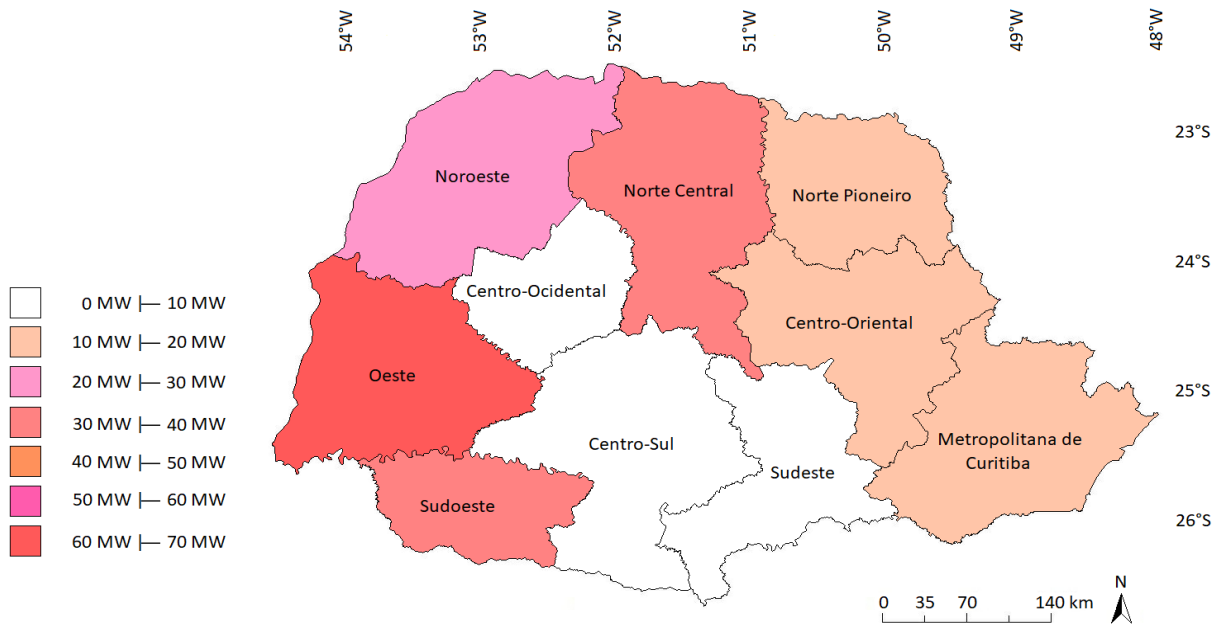 54°W
53°W
52°W
51°W
50°W
49°W
48°W
23°S
24°S
25°S
26°S
Noroeste
Norte Central
Norte Pioneiro
Centro-Ocidental
Centro-Oriental
Oeste
Centro-Sul
Metropolitana de
Curitiba
Sudeste
Sudoeste
0 MW |— 10 MW
10 MW |— 20 MW
20 MW |— 30 MW
30 MW |— 40 MW
40 MW |— 50 MW
50 MW |— 60 MW
60 MW |— 70 MW
N
0 35 70 140 km